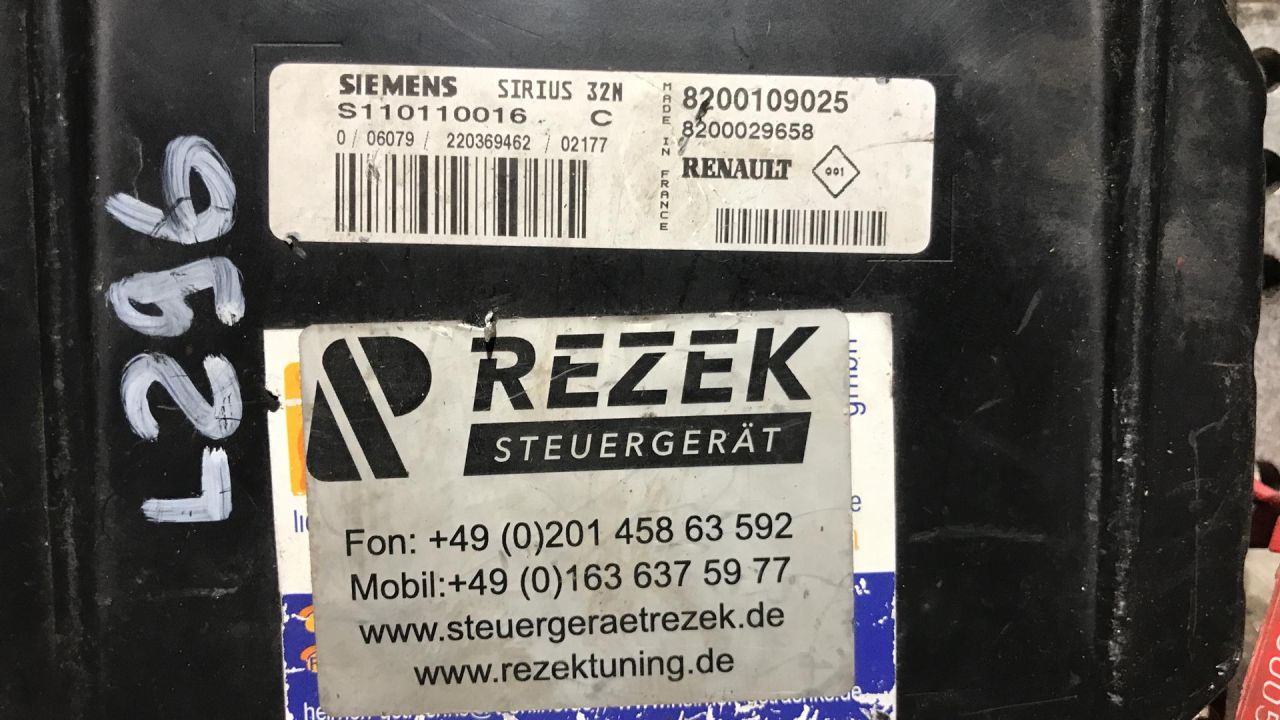 SIEMENS SIRIUS 32N
S110110016 C
0 / 06079 / 220369462 / 02177
MADE IN FRANCE
8200109025
8200029658
RENAULT 001
L296
REZEK
STEUERGERÄT
Fon: +49 (0)201 458 63 592
Mobil:+49 (0)163 637 59 77
www.steuergeraetrezek.de
www.rezektuning.de
gmbh